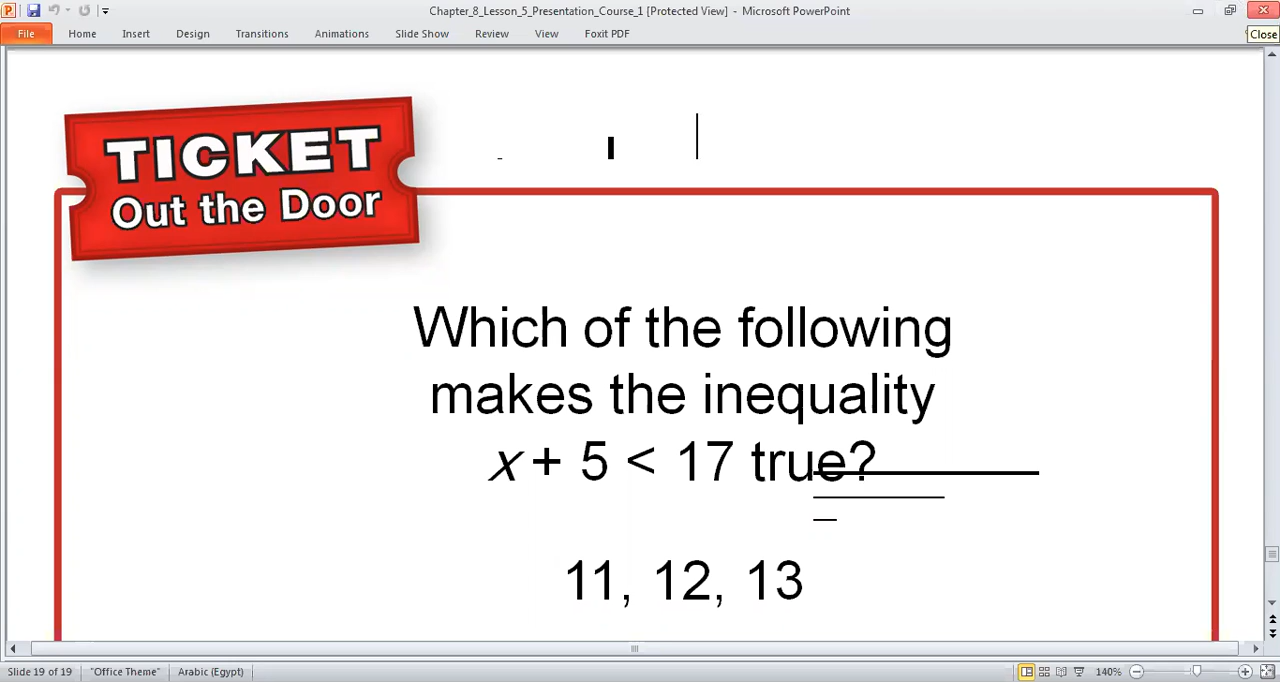 Chapter_8_Lesson_5_Presentation_Course_1 [Protected View] - Microsoft PowerPoint
File Home Insert Design Transitions Animations Slide Show Review View Foxit PDF
Close
TICKET
Out the Door
Which of the following
makes the inequality
x + 5 < 17 true?
11, 12, 13
Slide 19 of 19 "Office Theme" Arabic (Egypt) 140%